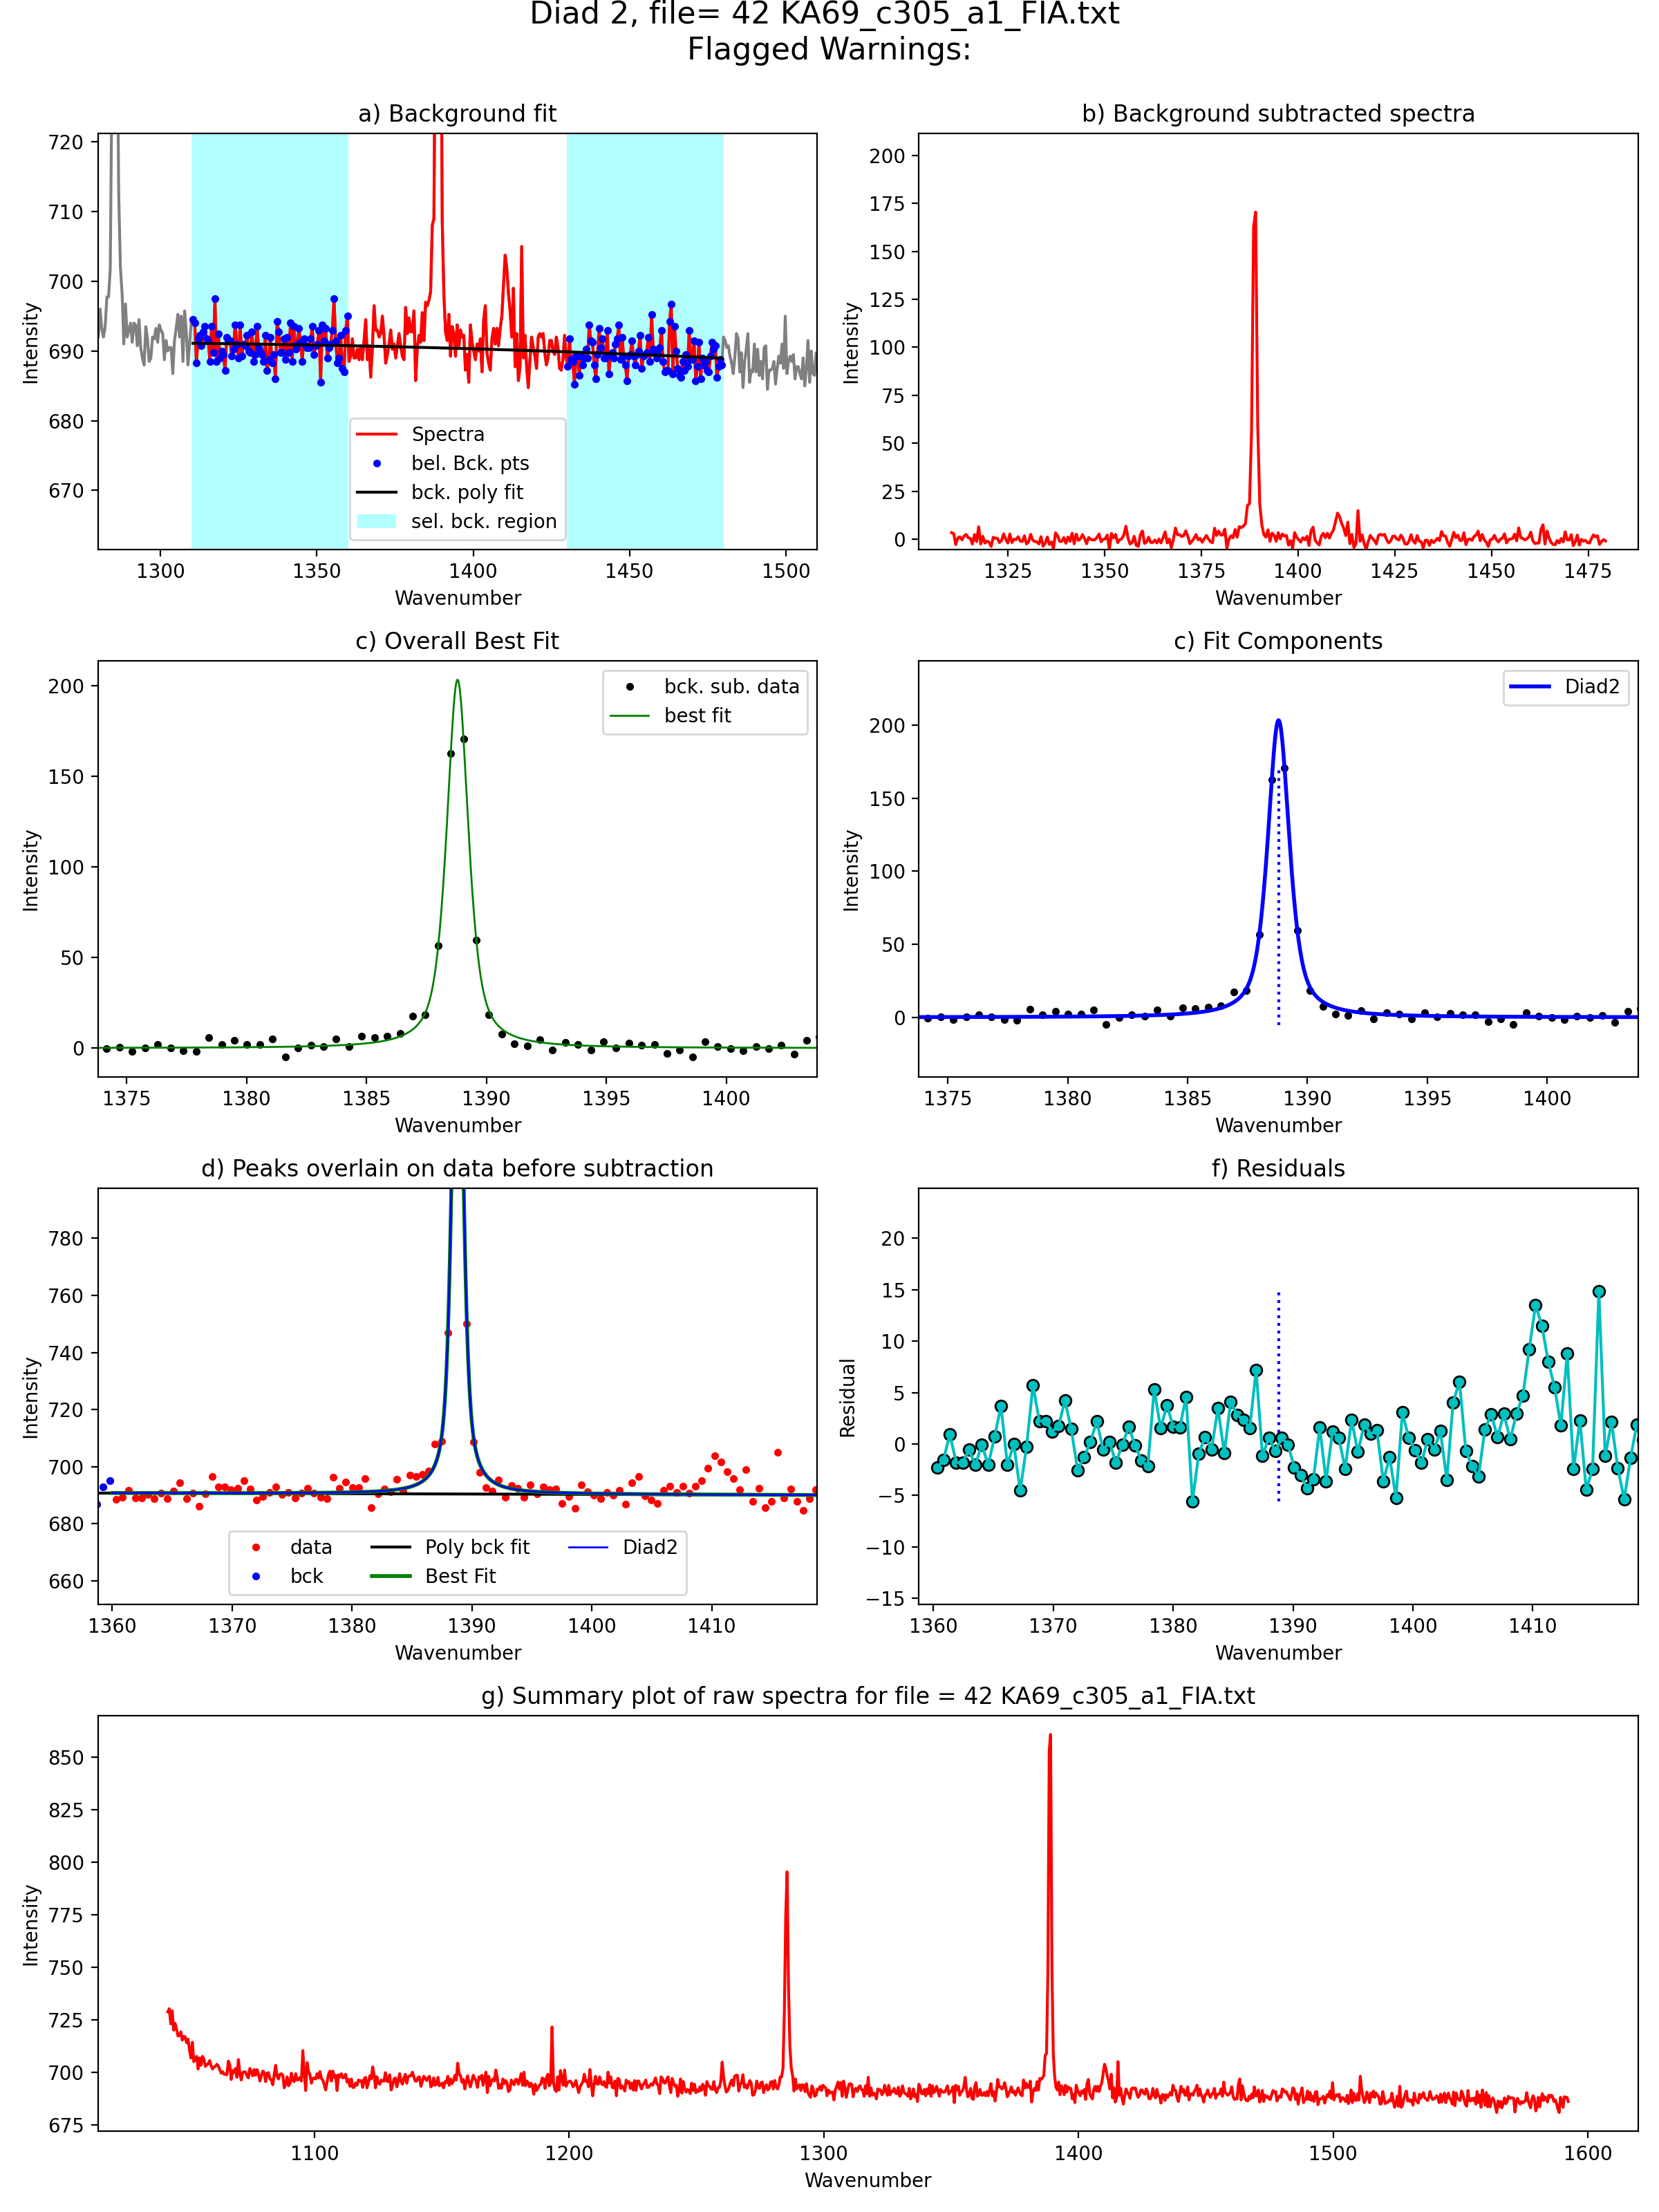 Diad 2, file= 42 KA69_c305_a1_FIA.txt
Flagged Warnings:
a) Background fit
720
710
700
690
680
670
Intensity
1300
1350
1400
1450
1500
Wavenumber
Spectra
bel. Bck. pts
bck. poly fit
sel. bck. region
b) Background subtracted spectra
200
175
150
125
100
75
50
25
0
Intensity
1325
1350
1375
1400
1425
1450
1475
Wavenumber
c) Overall Best Fit
200
150
100
50
0
Intensity
1375
1380
1385
1390
1395
1400
Wavenumber
bck. sub. data
best fit
c) Fit Components
200
150
100
50
0
Intensity
1375
1380
1385
1390
1395
1400
Wavenumber
Diad2
d) Peaks overlain on data before subtraction
780
760
740
720
700
680
660
Intensity
1360
1370
1380
1390
1400
1410
Wavenumber
data
bck
Poly bck fit
Best Fit
Diad2
f) Residuals
20
15
10
5
0
−5
−10
−15
Residual
1360
1370
1380
1390
1400
1410
Wavenumber
g) Summary plot of raw spectra for file = 42 KA69_c305_a1_FIA.txt
850
825
800
775
750
725
700
675
Intensity
1100
1200
1300
1400
1500
1600
Wavenumber